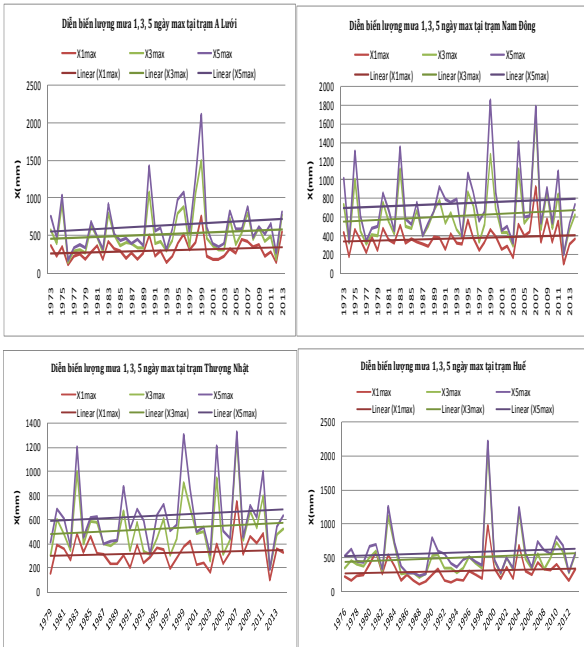 Diễn biến lượng mưa 1, 3, 5 ngày max tại trạm A Lưới
X1max X3max X5max
Linear (X1max) Linear (X3max) Linear (X5max)
X(mm)
2500
2000
1500
1000
500
0
1973 1975 1977 1979 1981 1983 1985 1987 1989 1991 1993 1995 1997 1999 2001 2003 2005 2007 2009 2011 2013
Diễn biến lượng mưa 1, 3, 5 ngày max tại trạm Nam Đông
X1max X3max X5max
Linear (X1max) Linear (X3max) Linear (X5max)
X(mm)
2000
1800
1600
1400
1200
1000
800
600
400
200
0
1973 1975 1977 1979 1981 1983 1985 1987 1989 1991 1993 1995 1997 1999 2001 2003 2005 2007 2009 2011 2013
Diễn biến lượng mưa 1, 3, 5 ngày max tại trạm Thượng Nhật
X1max X3max X5max
Linear (X1max) Linear (X3max) Linear (X5max)
X(mm)
1400
1200
1000
800
600
400
200
0
1979 1981 1983 1985 1987 1989 1991 1993 1995 1997 1999 2001 2003 2005 2007 2009 2011 2013
Diễn biến lượng mưa 1, 3, 5 ngày max tại trạm Huế
X1max X3max X5max
Linear (X1max) Linear (X3max) Linear (X5max)
X(mm)
2500
2000
1500
1000
500
0
1976 1978 1980 1982 1984 1986 1988 1990 1992 1994 1996 1998 2000 2002 2004 2006 2008 2010 2012